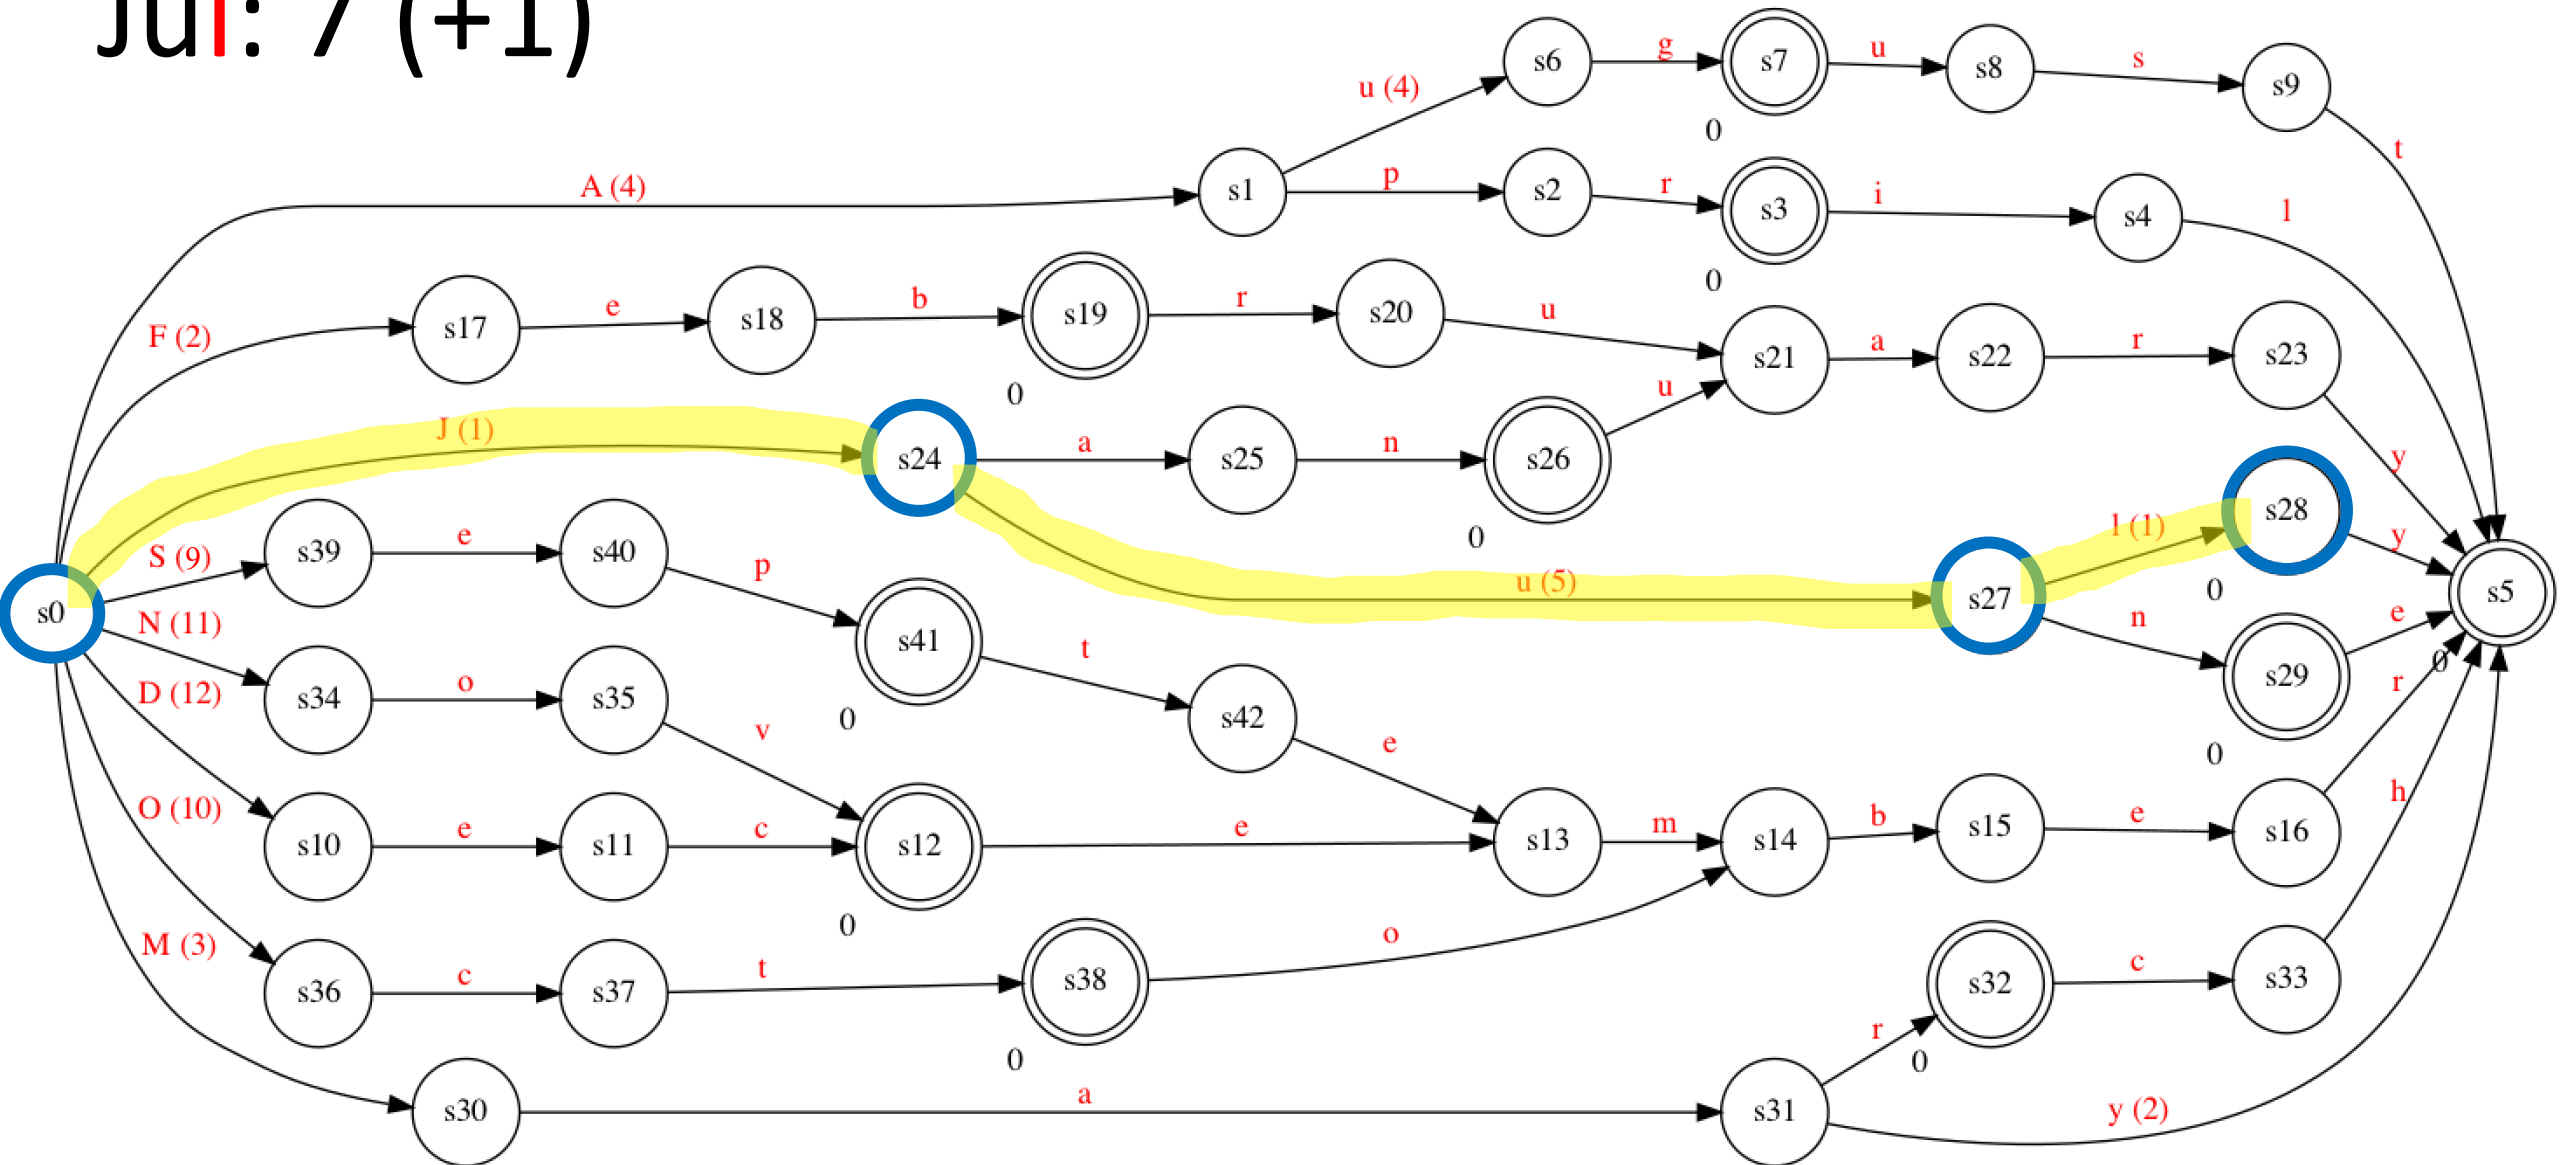 Jul: 7 (+1)
s6
g
s7
u
s8
s
s9
u (4)
0
t
A (4)
s1
p
s2
r
s3
i
s4
l
0
F (2)
s17
e
s18
b
s19
r
s20
u
s21
a
s22
r
s23
0
u
y
J (1)
s24
a
s25
n
s26
0
l (1)
s28
y
0
S (9)
s39
e
s40
p
s41
u (5)
s27
n
s29
e
s5
0
0
s0
N (11)
s34
o
s35
v
t
s42
e
0
r
D (12)
s10
e
s11
c
s12
e
s13
m
s14
b
s15
e
s16
0
h
O (10)
s36
c
s37
t
s38
o
0
s32
c
s33
0
M (3)
s30
a
s31
r
y (2)